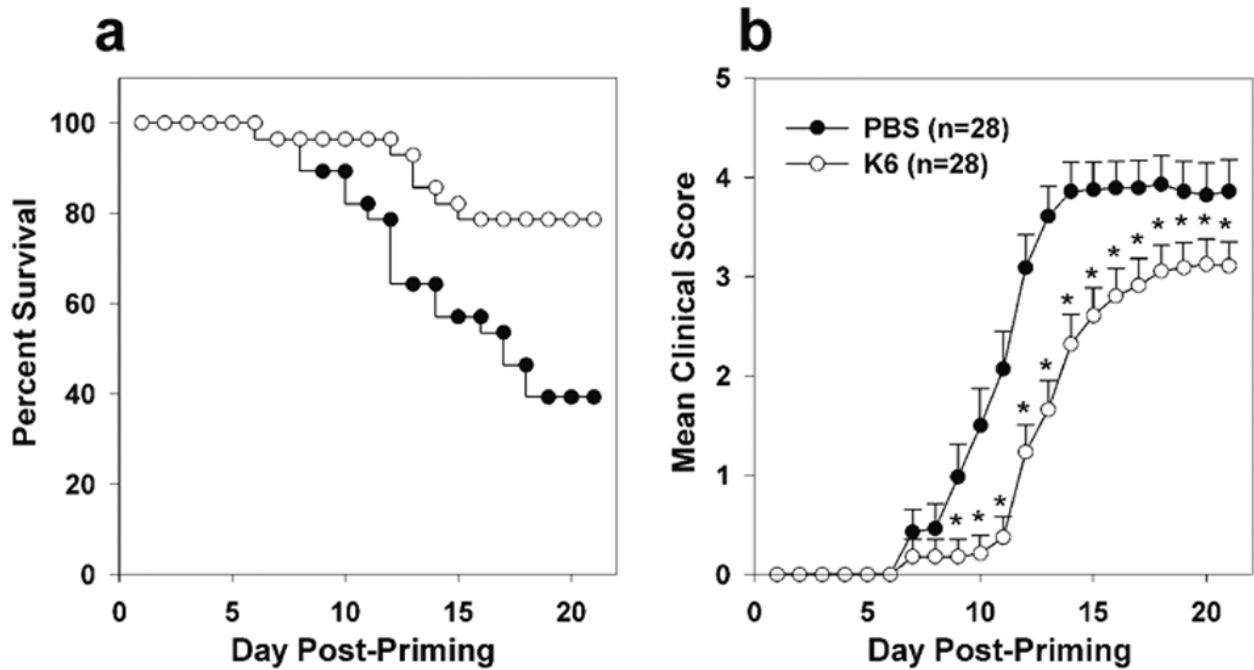 a
Percent Survival
100
80
60
40
20
0
0 5 10 15 20
Day Post-Priming
b
Mean Clinical Score
5
4
3
2
1
0
PBS (n=28)
K6 (n=28)
* * * * * * * * * * * * *
0 5 10 15 20
Day Post-Priming